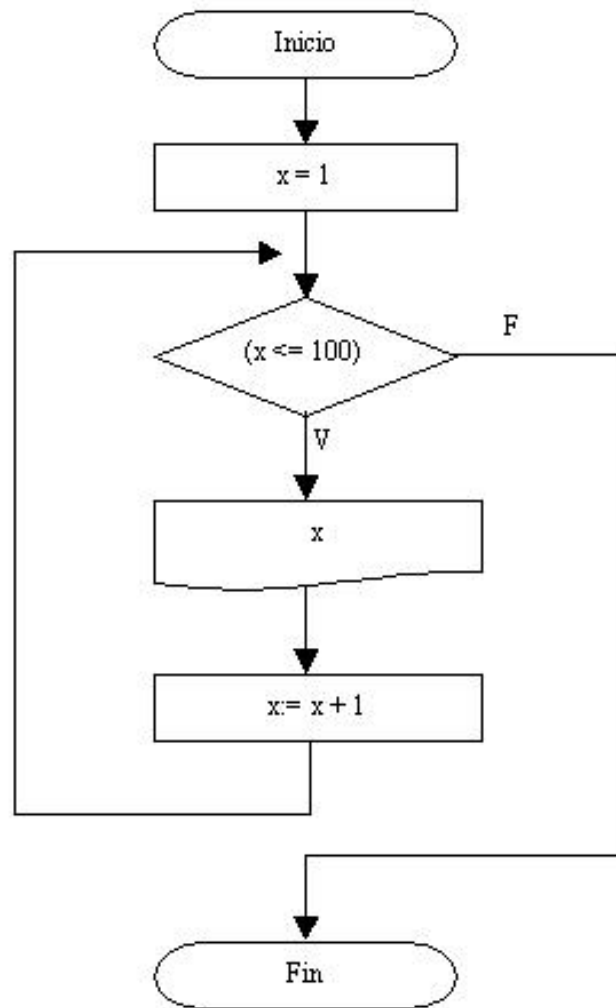 Inicio
x = 1
(x <= 100)
F
V
x
x:= x + 1
Fin